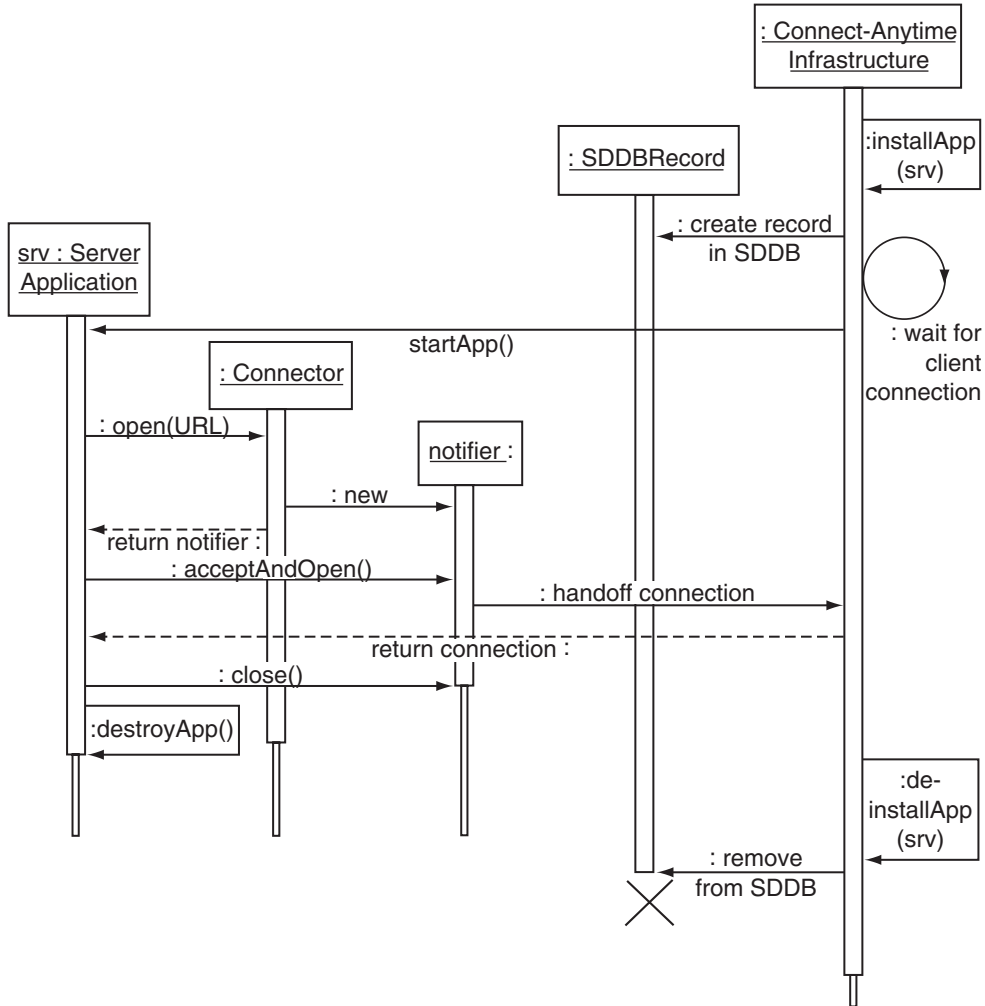 : Connect-Anytime
Infrastructure
:installApp
(srv)
: SDDBRecord
: create record
in SDDB
srv : Server
Application
startApp()
: wait for
client
connection
: Connector
: open(URL)
notifier :
: new
return notifier :
: acceptAndOpen()
: handoff connection
return connection :
: close()
:destroyApp()
:de-
installApp
(srv)
: remove
from SDDB